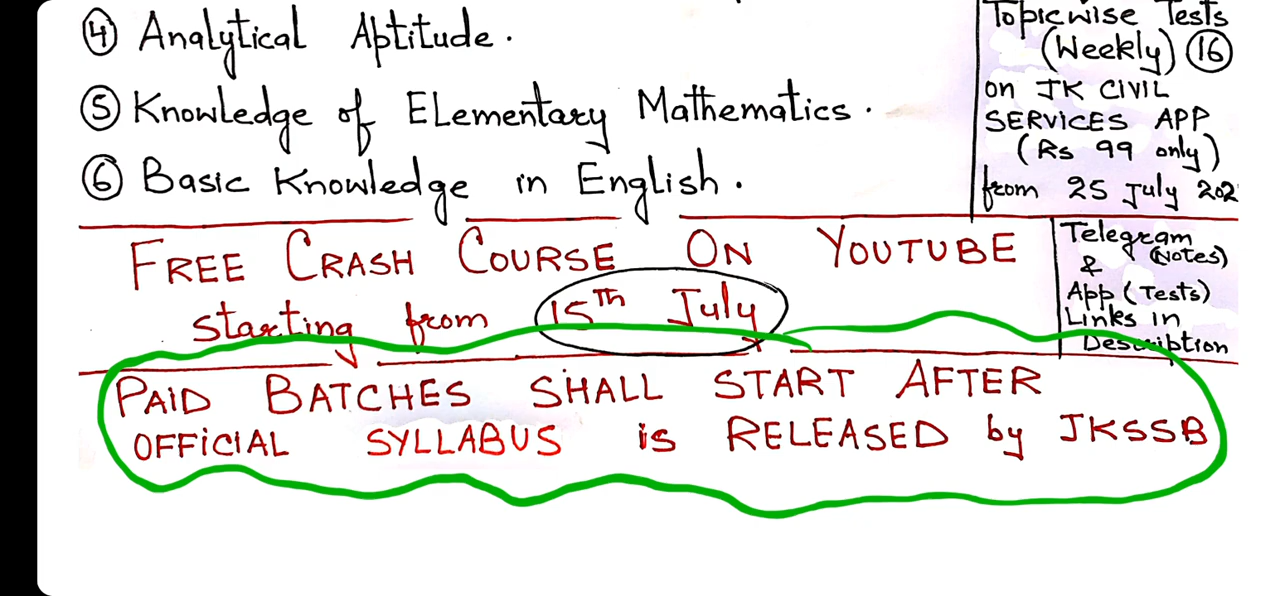 ④ Analytical Aptitude.
⑤ Knowledge of Elementary Mathematics.
⑥ Basic Knowledge in English.
Topicwise Tests
(Weekly) ⑯
on JK CIVIL
SERVICES APP
(Rs 99 only)
from 25 July 202
FREE CRASH COURSE ON YOUTUBE
starting from 15th July
Telegram
(Notes)
&
App (Tests)
Links in
Description
PAID BATCHES SHALL START AFTER
OFFICIAL SYLLABUS is RELEASED by JKSSB